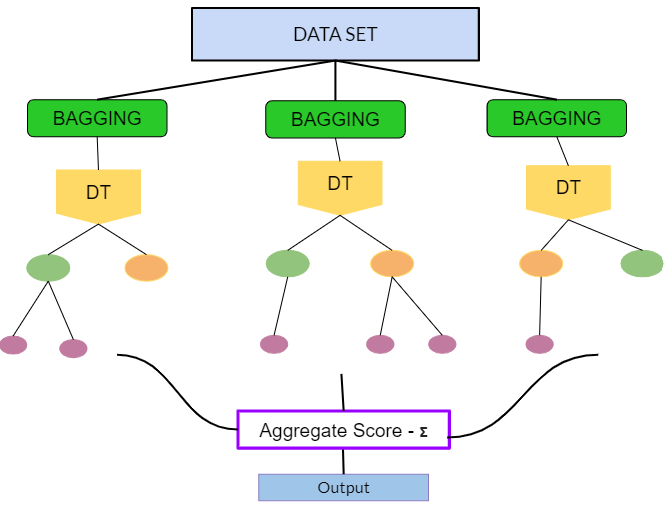 DATA SET
BAGGING
BAGGING
BAGGING
DT
DT
DT
Aggregate Score - Σ
Output